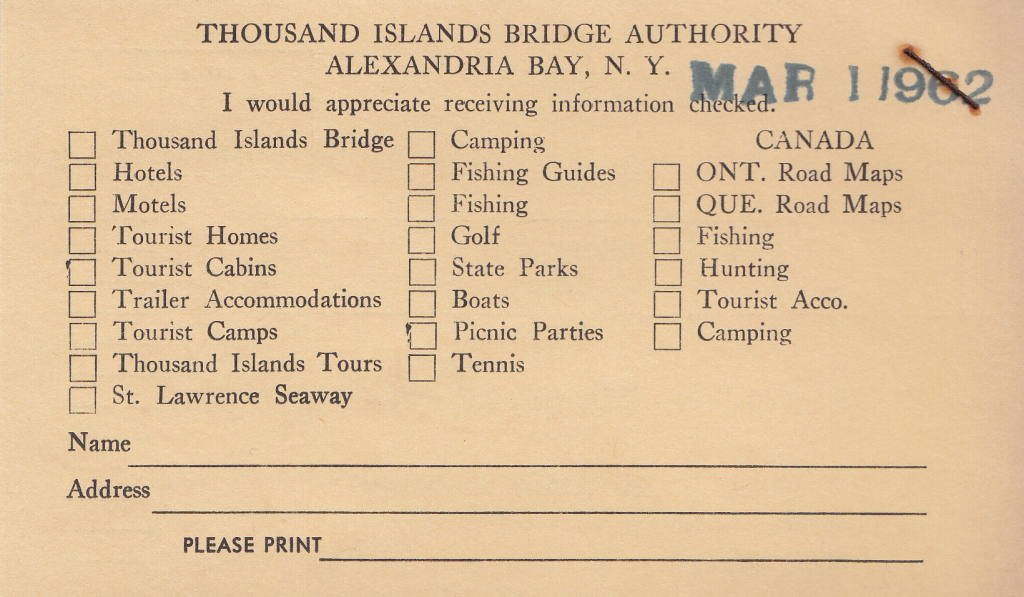 THOUSAND ISLANDS BRIDGE AUTHORITY
ALEXANDRIA BAY, N. Y.
MAR 1 1962
I would appreciate receiving information checked.
Thousand Islands Bridge
Hotels
Motels
Tourist Homes
Tourist Cabins
Trailer Accommodations
Tourist Camps
Thousand Islands Tours
St. Lawrence Seaway
Camping
Fishing Guides
Fishing
Golf
State Parks
Boats
Picnic Parties
Tennis
CANADA
ONT. Road Maps
QUE. Road Maps
Fishing
Hunting
Tourist Acco.
Camping
Name
Address
PLEASE PRINT